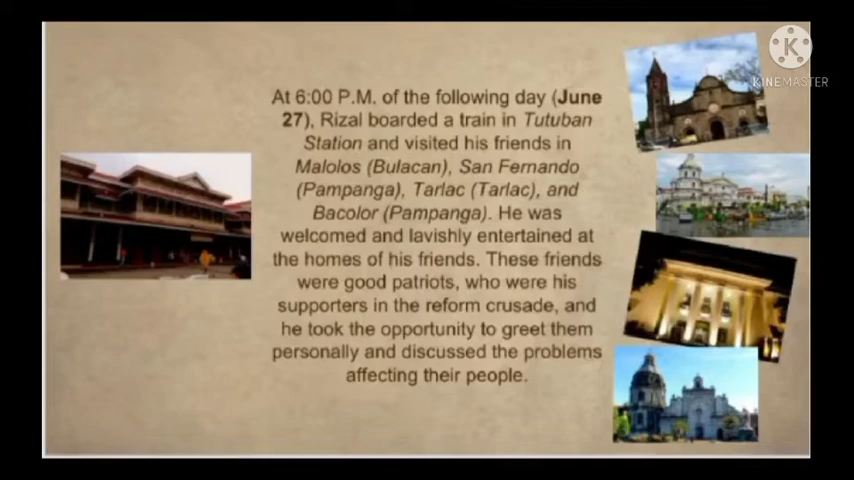 At 6:00 P.M. of the following day (June
27), Rizal boarded a train in Tutuban
Station and visited his friends in
Malolos (Bulacan), San Fernando
(Pampanga), Tarlac (Tarlac), and
Bacolor (Pampanga). He was
welcomed and lavishly entertained at
the homes of his friends. These friends
were good patriots, who were his
supporters in the reform crusade, and
he took the opportunity to greet them
personally and discussed the problems
affecting their people.
K
KINEMASTER